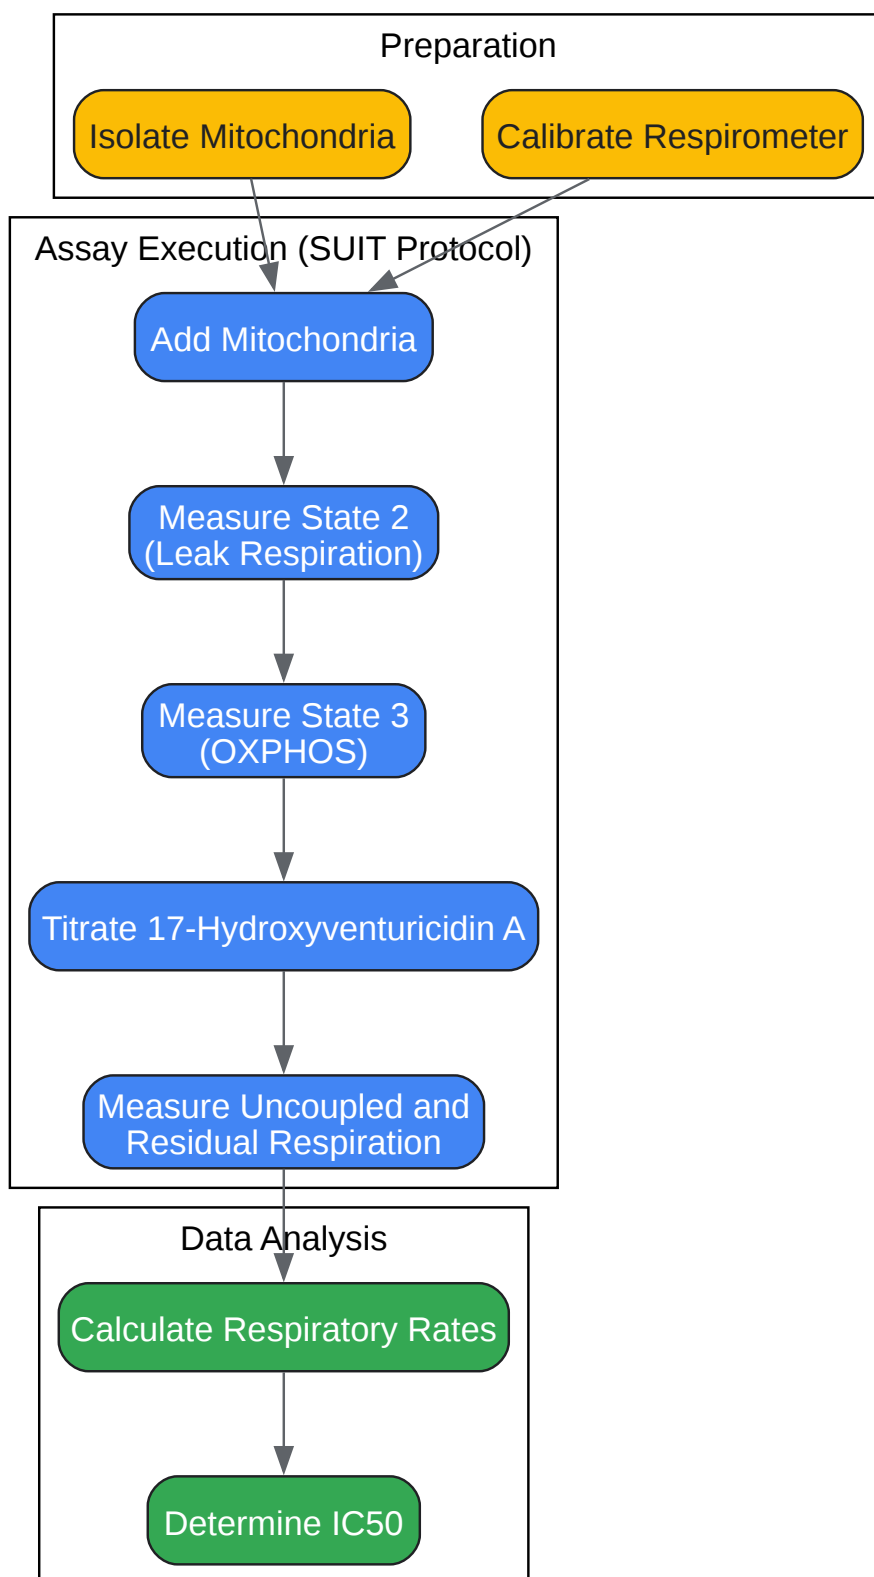 Preparation
Isolate Mitochondria
Calibrate Respirometer
Assay Execution (SUIT Protocol)
Add Mitochondria
Measure State 2
(Leak Respiration)
Measure State 3
(OXPHOS)
Titrate 17-Hydroxyventuricidin A
Measure Uncoupled and
Residual Respiration
Data Analysis
Calculate Respiratory Rates
Determine IC50